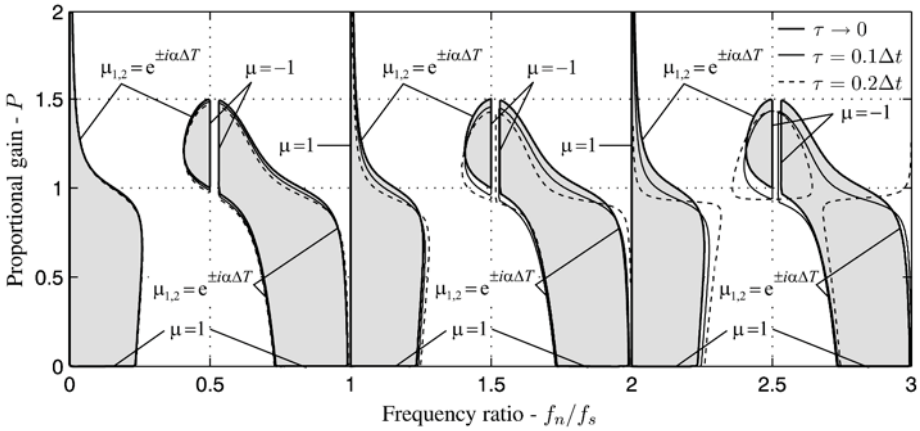 2
1.5
1
0.5
0
Proportional gain - P
μ1,2=e±iαΔT
μ=−1
μ=1
μ1,2=e±iαΔT
μ=1
μ1,2=e±iαΔT
μ=−1
μ=1
μ1,2=e±iαΔT
μ=1
μ1,2=e±iαΔT
μ=−1
μ1,2=e±iαΔT
μ=1
τ → 0
τ = 0.1Δt
τ = 0.2Δt
0 0.5 1 1.5 2 2.5 3
Frequency ratio - fn/fs